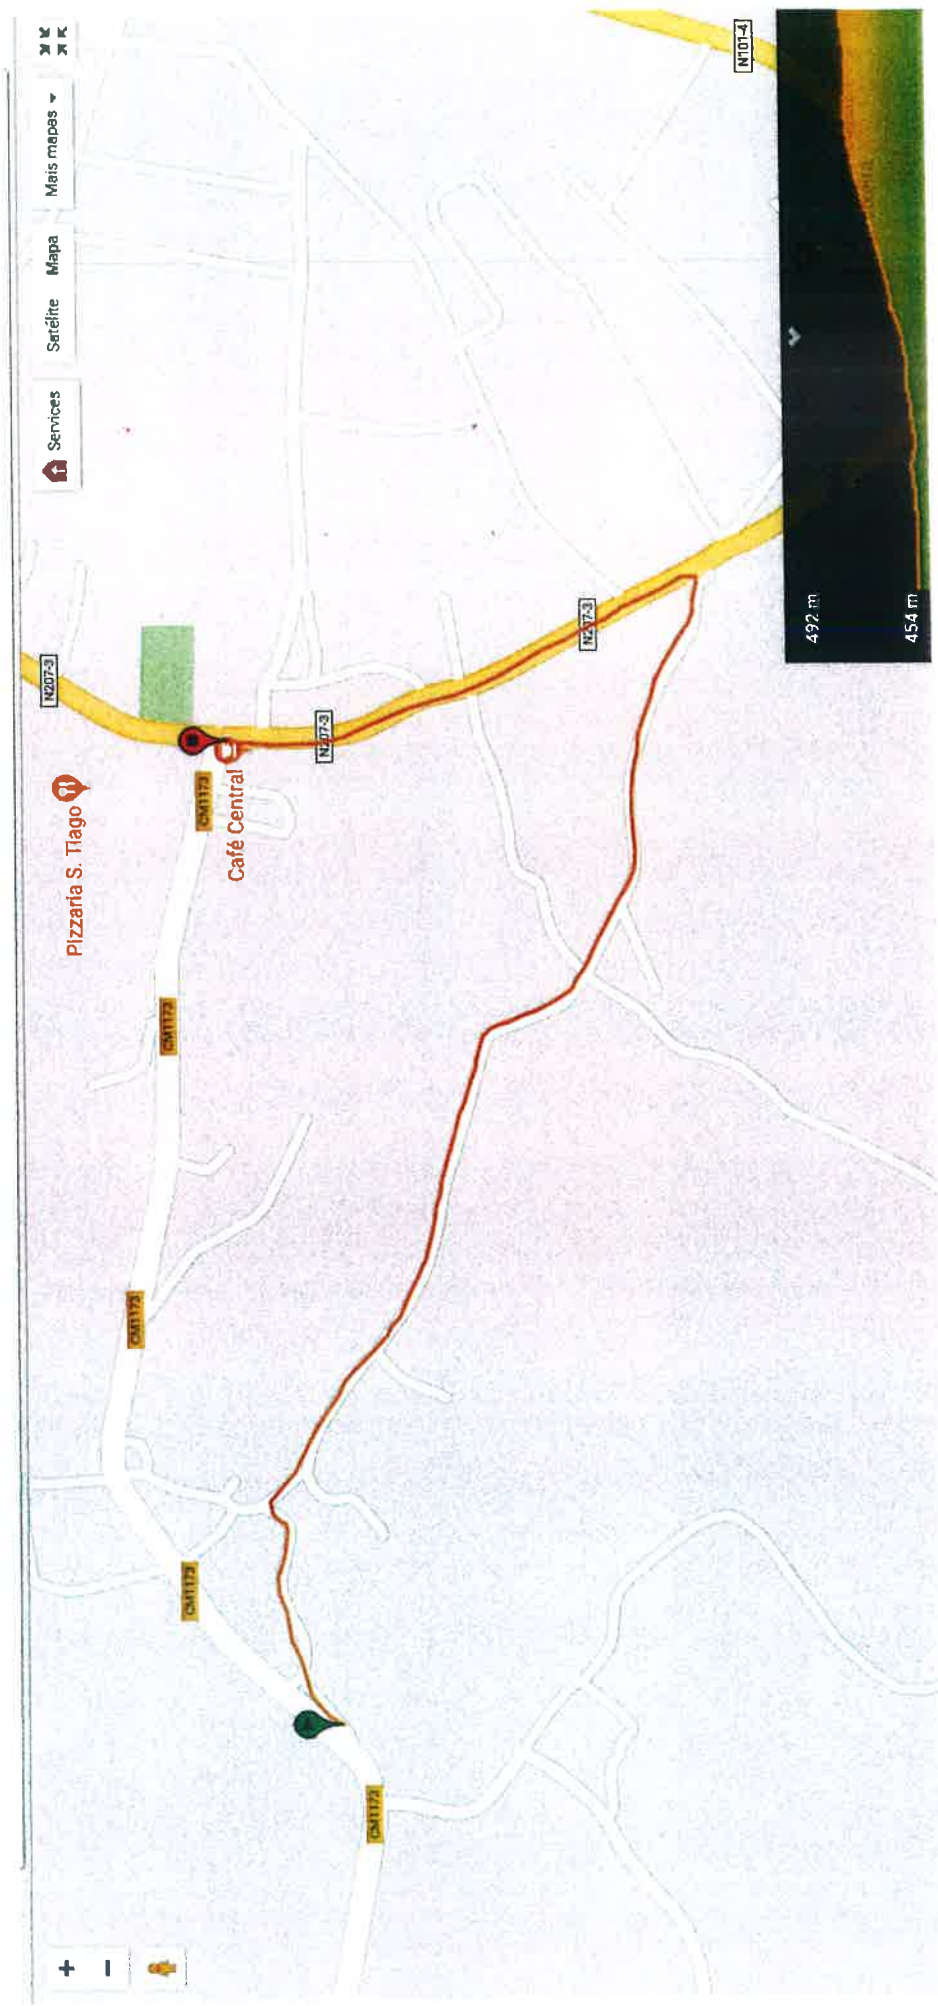 Services
Satélite Mapa
Mais mapas
Pizzaria S. Tiago
N207-3
CM1173
CM1173
CM1173
CM1173
CM1173
Café Central
N207-3
N207-3
N101-4
492 m
454 m
+
−